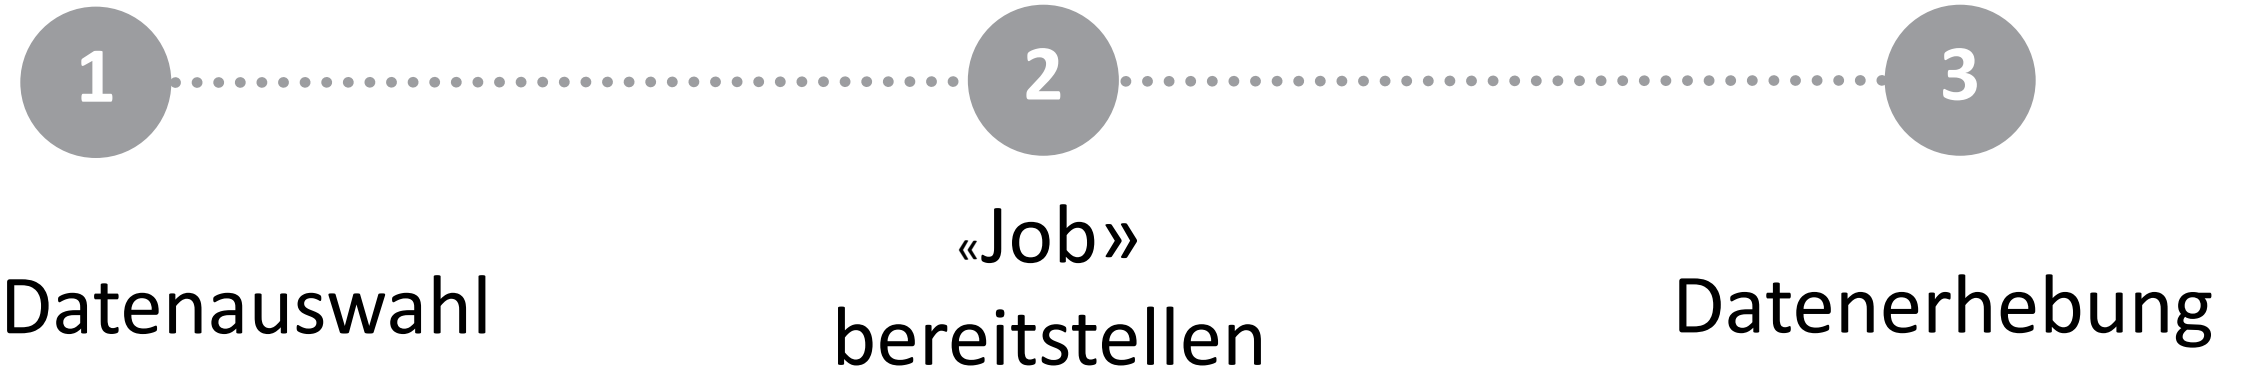 1
2
3
«Job»
bereitstellen
Datenauswahl
Datenerhebung